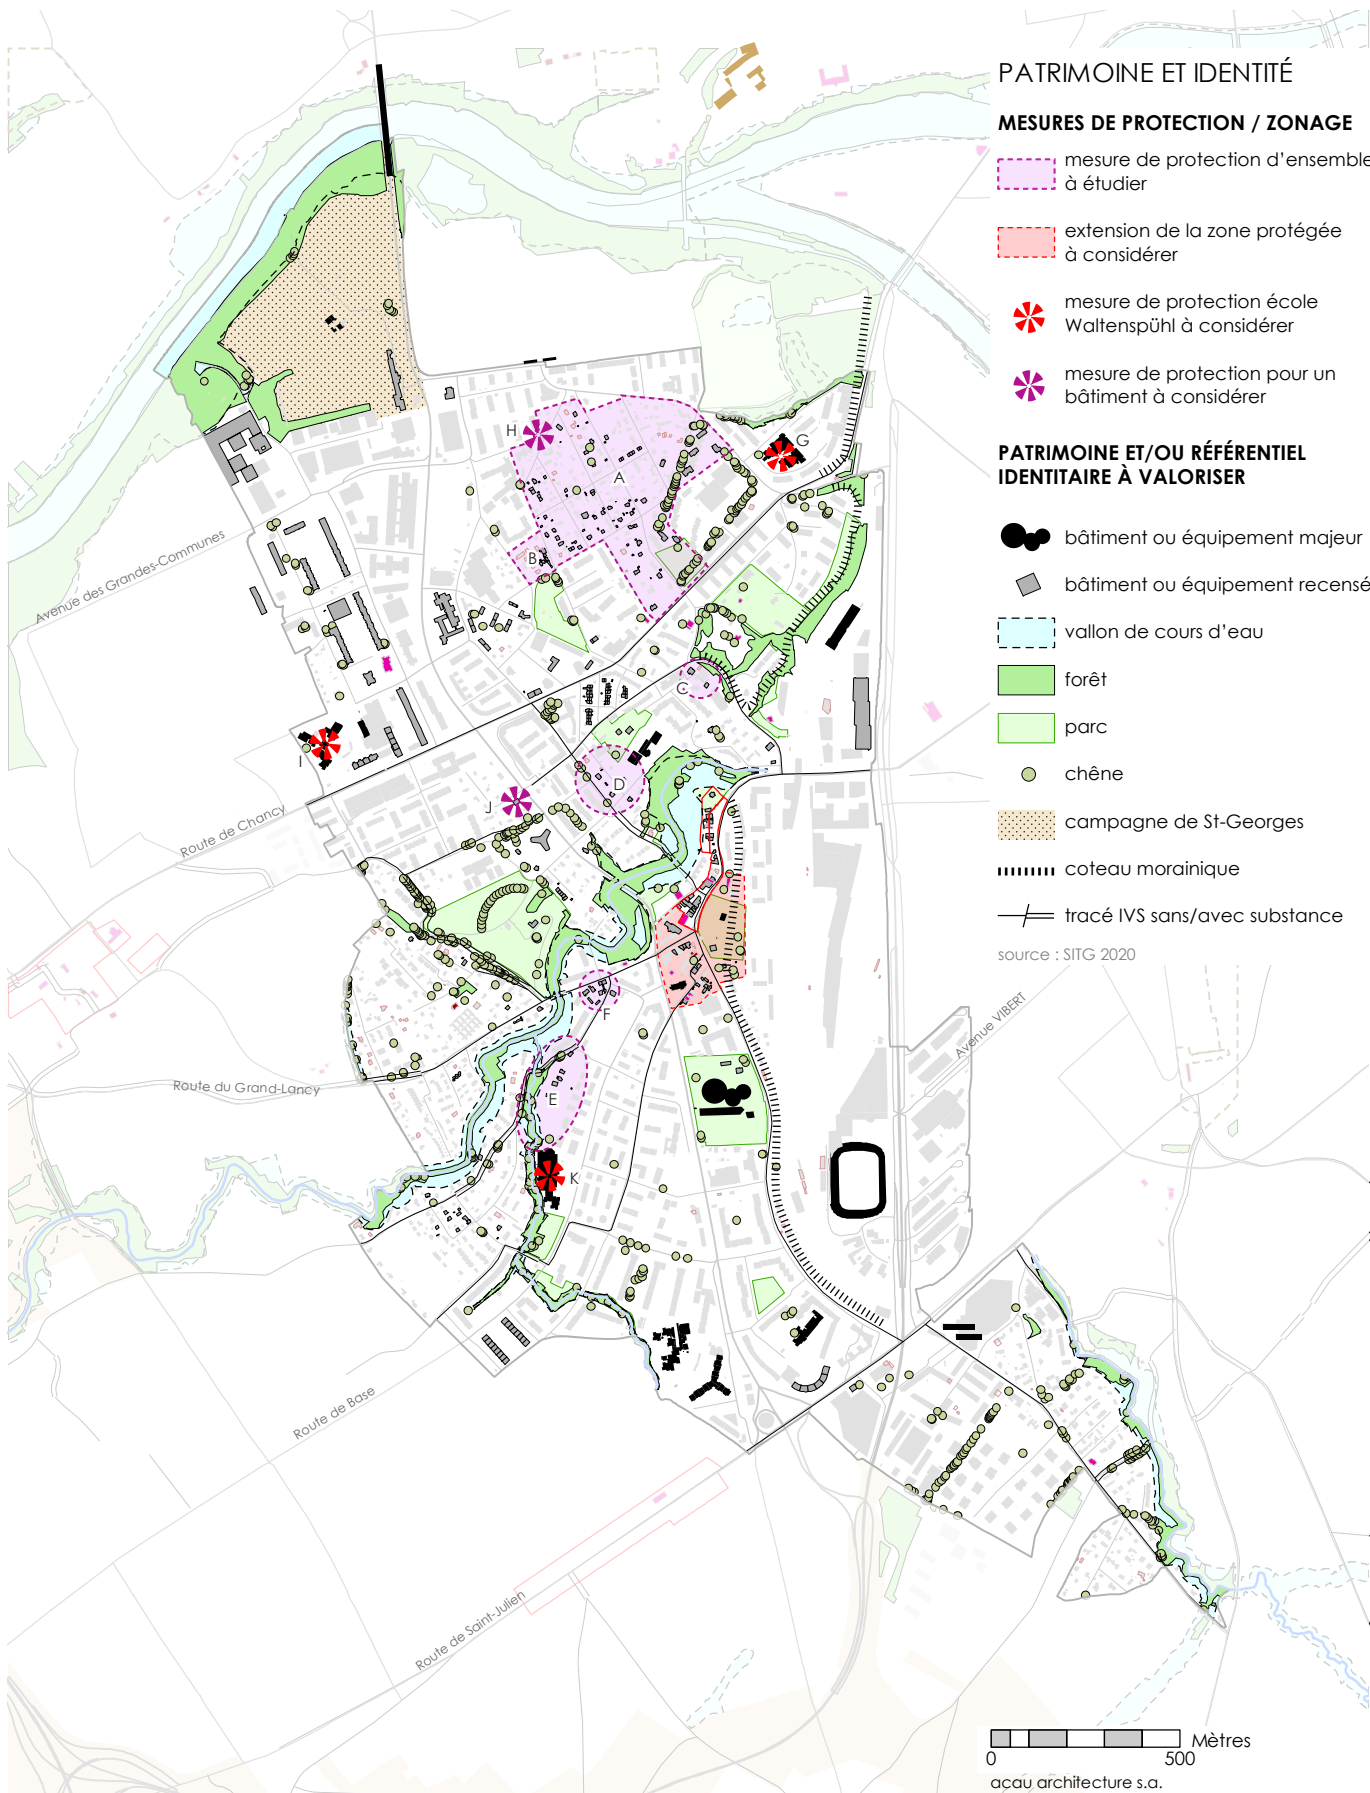 PATRIMOINE ET IDENTITÉ
MESURES DE PROTECTION / ZONAGE
mesure de protection d'ensemble
à étudier
extension de la zone protégée
à considérer
mesure de protection école
Waltenspühl à considérer
mesure de protection pour un
bâtiment à considérer
PATRIMOINE ET/OU RÉFÉRENTIEL
IDENTITAIRE À VALORISER
bâtiment ou équipement majeur
bâtiment ou équipement recensé
vallon de cours d'eau
forêt
parc
chêne
campagne de St-Georges
coteau morainique
tracé IVS sans/avec substance
source : SITG 2020
H
G
A
B
Avenue des Grandes-Communes
C
I
D
J
Route de Chancy
F
Avenue VIBERT
Route du Grand-Lancy
E
K
Route de Base
Route de Saint-Julien
Mètres
0
500
acau architecture s.a.